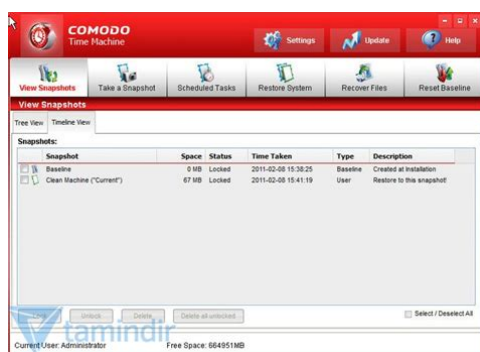 COMODO
Time Machine
Settings
Update
Help
View Snapshots
Take a Snapshot
Scheduled Tasks
Restore System
Recover Files
Reset Baseline
View Snapshots
Tree View Timeline View
Snapshots:
Snapshot Space Status Time Taken Type Description
Baseline 0 MB Locked 2011-02-08 15:38:25 Baseline Created at Installation
Clean Machine ("Current") 67 MB Locked 2011-02-08 15:41:19 User Restore to this snapshot!
Unlock Delete Delete all unlocked Select / Deselect All
tamindir
Current User: Administrator Free Space: 664951MB